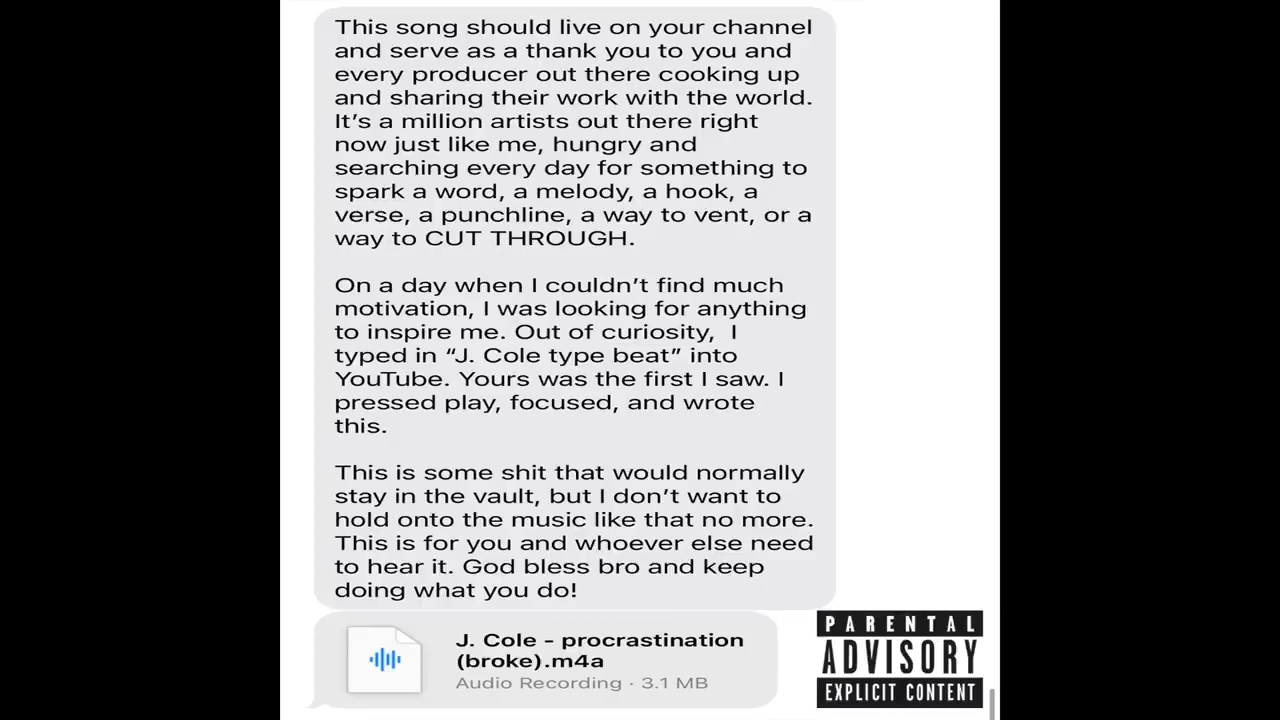 This song should live on your channel
and serve as a thank you to you and
every producer out there cooking up
and sharing their work with the world.
It's a million artists out there right
now just like me, hungry and
searching every day for something to
spark a word, a melody, a hook, a
verse, a punchline, a way to vent, or a
way to CUT THROUGH.
On a day when I couldn't find much
motivation, I was looking for anything
to inspire me. Out of curiosity,  I
typed in "J. Cole type beat" into
YouTube. Yours was the first I saw. I
pressed play, focused, and wrote
this.
This is some shit that would normally
stay in the vault, but I don't want to
hold onto the music like that no more.
This is for you and whoever else need
to hear it. God bless bro and keep
doing what you do!
J. Cole - procrastination
(broke).m4a
Audio Recording · 3.1 MB
PARENTAL
ADVISORY
EXPLICIT CONTENT